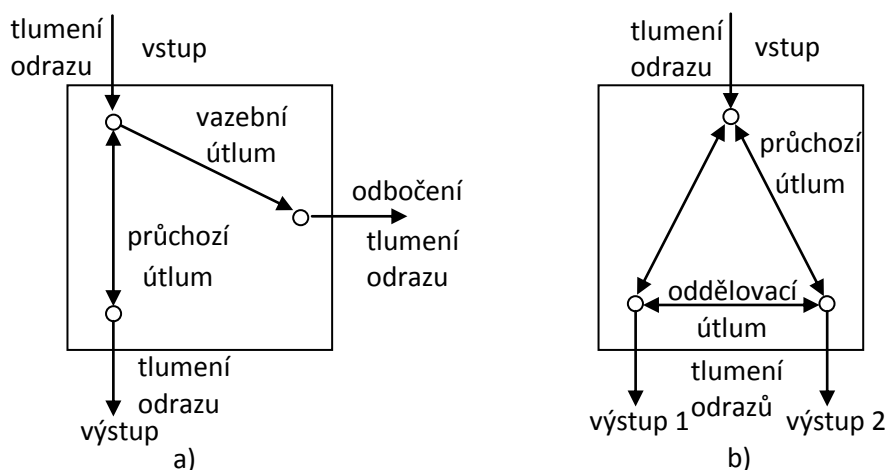 tlumení
odrazu
vstup
vazební
útlum
průchozí
útlum
odbočení
tlumení
odrazu
tlumení
odrazu
výstup
a)
tlumení
odrazu
vstup
průchozí
útlum
oddělovací
útlum
tlumení
odrazů
výstup 1
výstup 2
b)